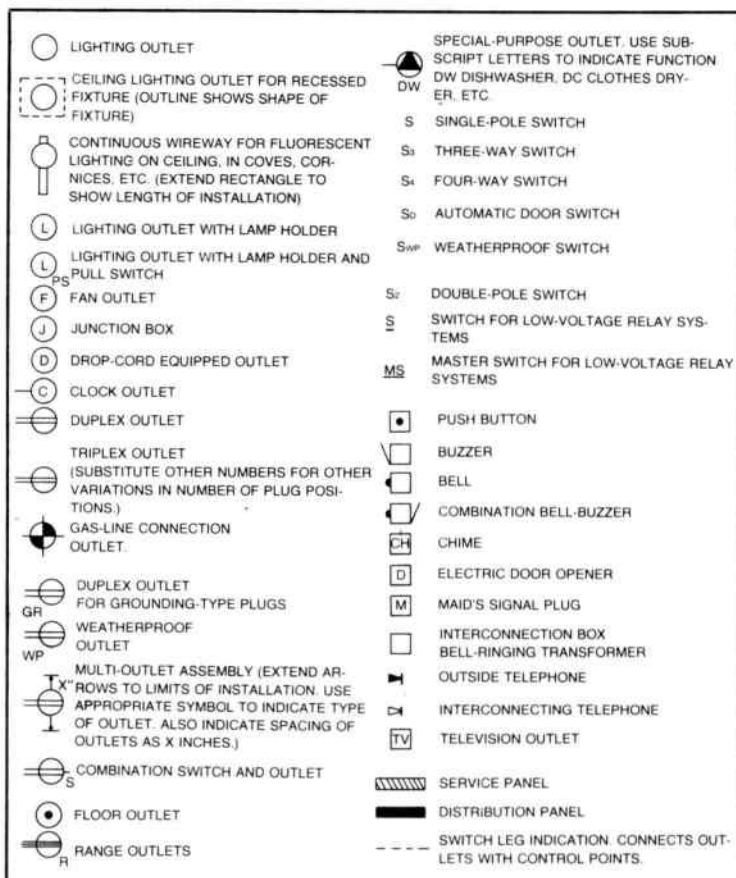 LIGHTING OUTLET
CEILING LIGHTING OUTLET FOR RECESSED
FIXTURE (OUTLINE SHOWS SHAPE OF
FIXTURE)
CONTINUOUS WIREWAY FOR FLUORESCENT
LIGHTING ON CEILING, IN COVES, COR-
NICES, ETC. (EXTEND RECTANGLE TO
SHOW LENGTH OF INSTALLATION)
L LIGHTING OUTLET WITH LAMP HOLDER
L PS LIGHTING OUTLET WITH LAMP HOLDER AND
PULL SWITCH
F FAN OUTLET
J JUNCTION BOX
D DROP-CORD EQUIPPED OUTLET
C CLOCK OUTLET
DUPLEX OUTLET
TRIPLEX OUTLET
(SUBSTITUTE OTHER NUMBERS FOR OTHER
VARIATIONS IN NUMBER OF PLUG POSI-
TIONS.)
GAS-LINE CONNECTION
OUTLET.
DUPLEX OUTLET
GR FOR GROUNDING-TYPE PLUGS
WEATHERPROOF
WP OUTLET
X" MULTI-OUTLET ASSEMBLY (EXTEND AR-
ROWS TO LIMITS OF INSTALLATION. USE
APPROPRIATE SYMBOL TO INDICATE TYPE
OF OUTLET. ALSO INDICATE SPACING OF
OUTLETS AS X INCHES.)
S COMBINATION SWITCH AND OUTLET
FLOOR OUTLET
R RANGE OUTLETS
SPECIAL-PURPOSE OUTLET. USE SUB-
SCRIPT LETTERS TO INDICATE FUNCTION
DW DW DISHWASHER, DC CLOTHES DRY-
ER, ETC.
S SINGLE-POLE SWITCH
S3 THREE-WAY SWITCH
S4 FOUR-WAY SWITCH
SD AUTOMATIC DOOR SWITCH
SWP WEATHERPROOF SWITCH
S2 DOUBLE-POLE SWITCH
S SWITCH FOR LOW-VOLTAGE RELAY SYS-
TEMS
MS MASTER SWITCH FOR LOW-VOLTAGE RELAY
SYSTEMS
PUSH BUTTON
BUZZER
BELL
COMBINATION BELL-BUZZER
CH CHIME
D ELECTRIC DOOR OPENER
M MAID'S SIGNAL PLUG
INTERCONNECTION BOX
BELL-RINGING TRANSFORMER
OUTSIDE TELEPHONE
INTERCONNECTING TELEPHONE
TV TELEVISION OUTLET
SERVICE PANEL
DISTRIBUTION PANEL
SWITCH LEG INDICATION. CONNECTS OUT-
LETS WITH CONTROL POINTS.